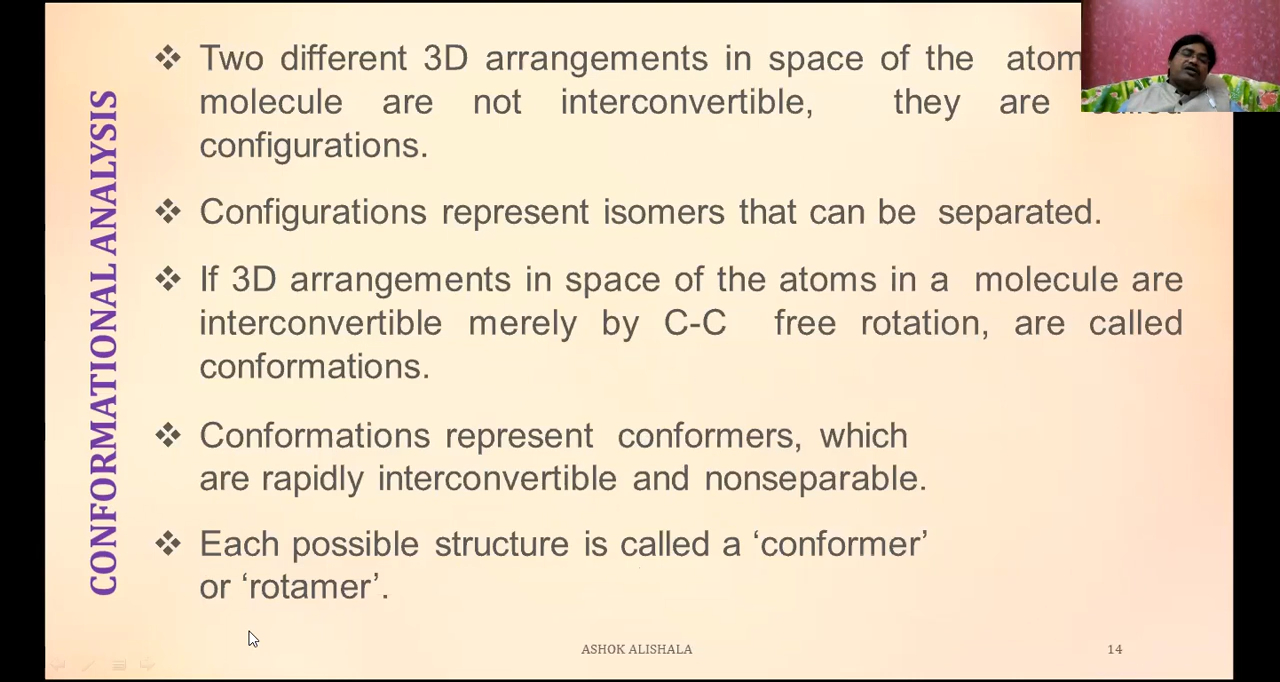 CONFORMATIONAL ANALYSIS
❖ Two different 3D arrangements in space of the atom
molecule are not interconvertible, they are called
configurations.
❖ Configurations represent isomers that can be separated.
❖ If 3D arrangements in space of the atoms in a molecule are
interconvertible merely by C-C free rotation, are called
conformations.
❖ Conformations represent conformers, which
are rapidly interconvertible and nonseparable.
❖ Each possible structure is called a ‘conformer’
or ‘rotamer’.
ASHOK ALISHALA
14